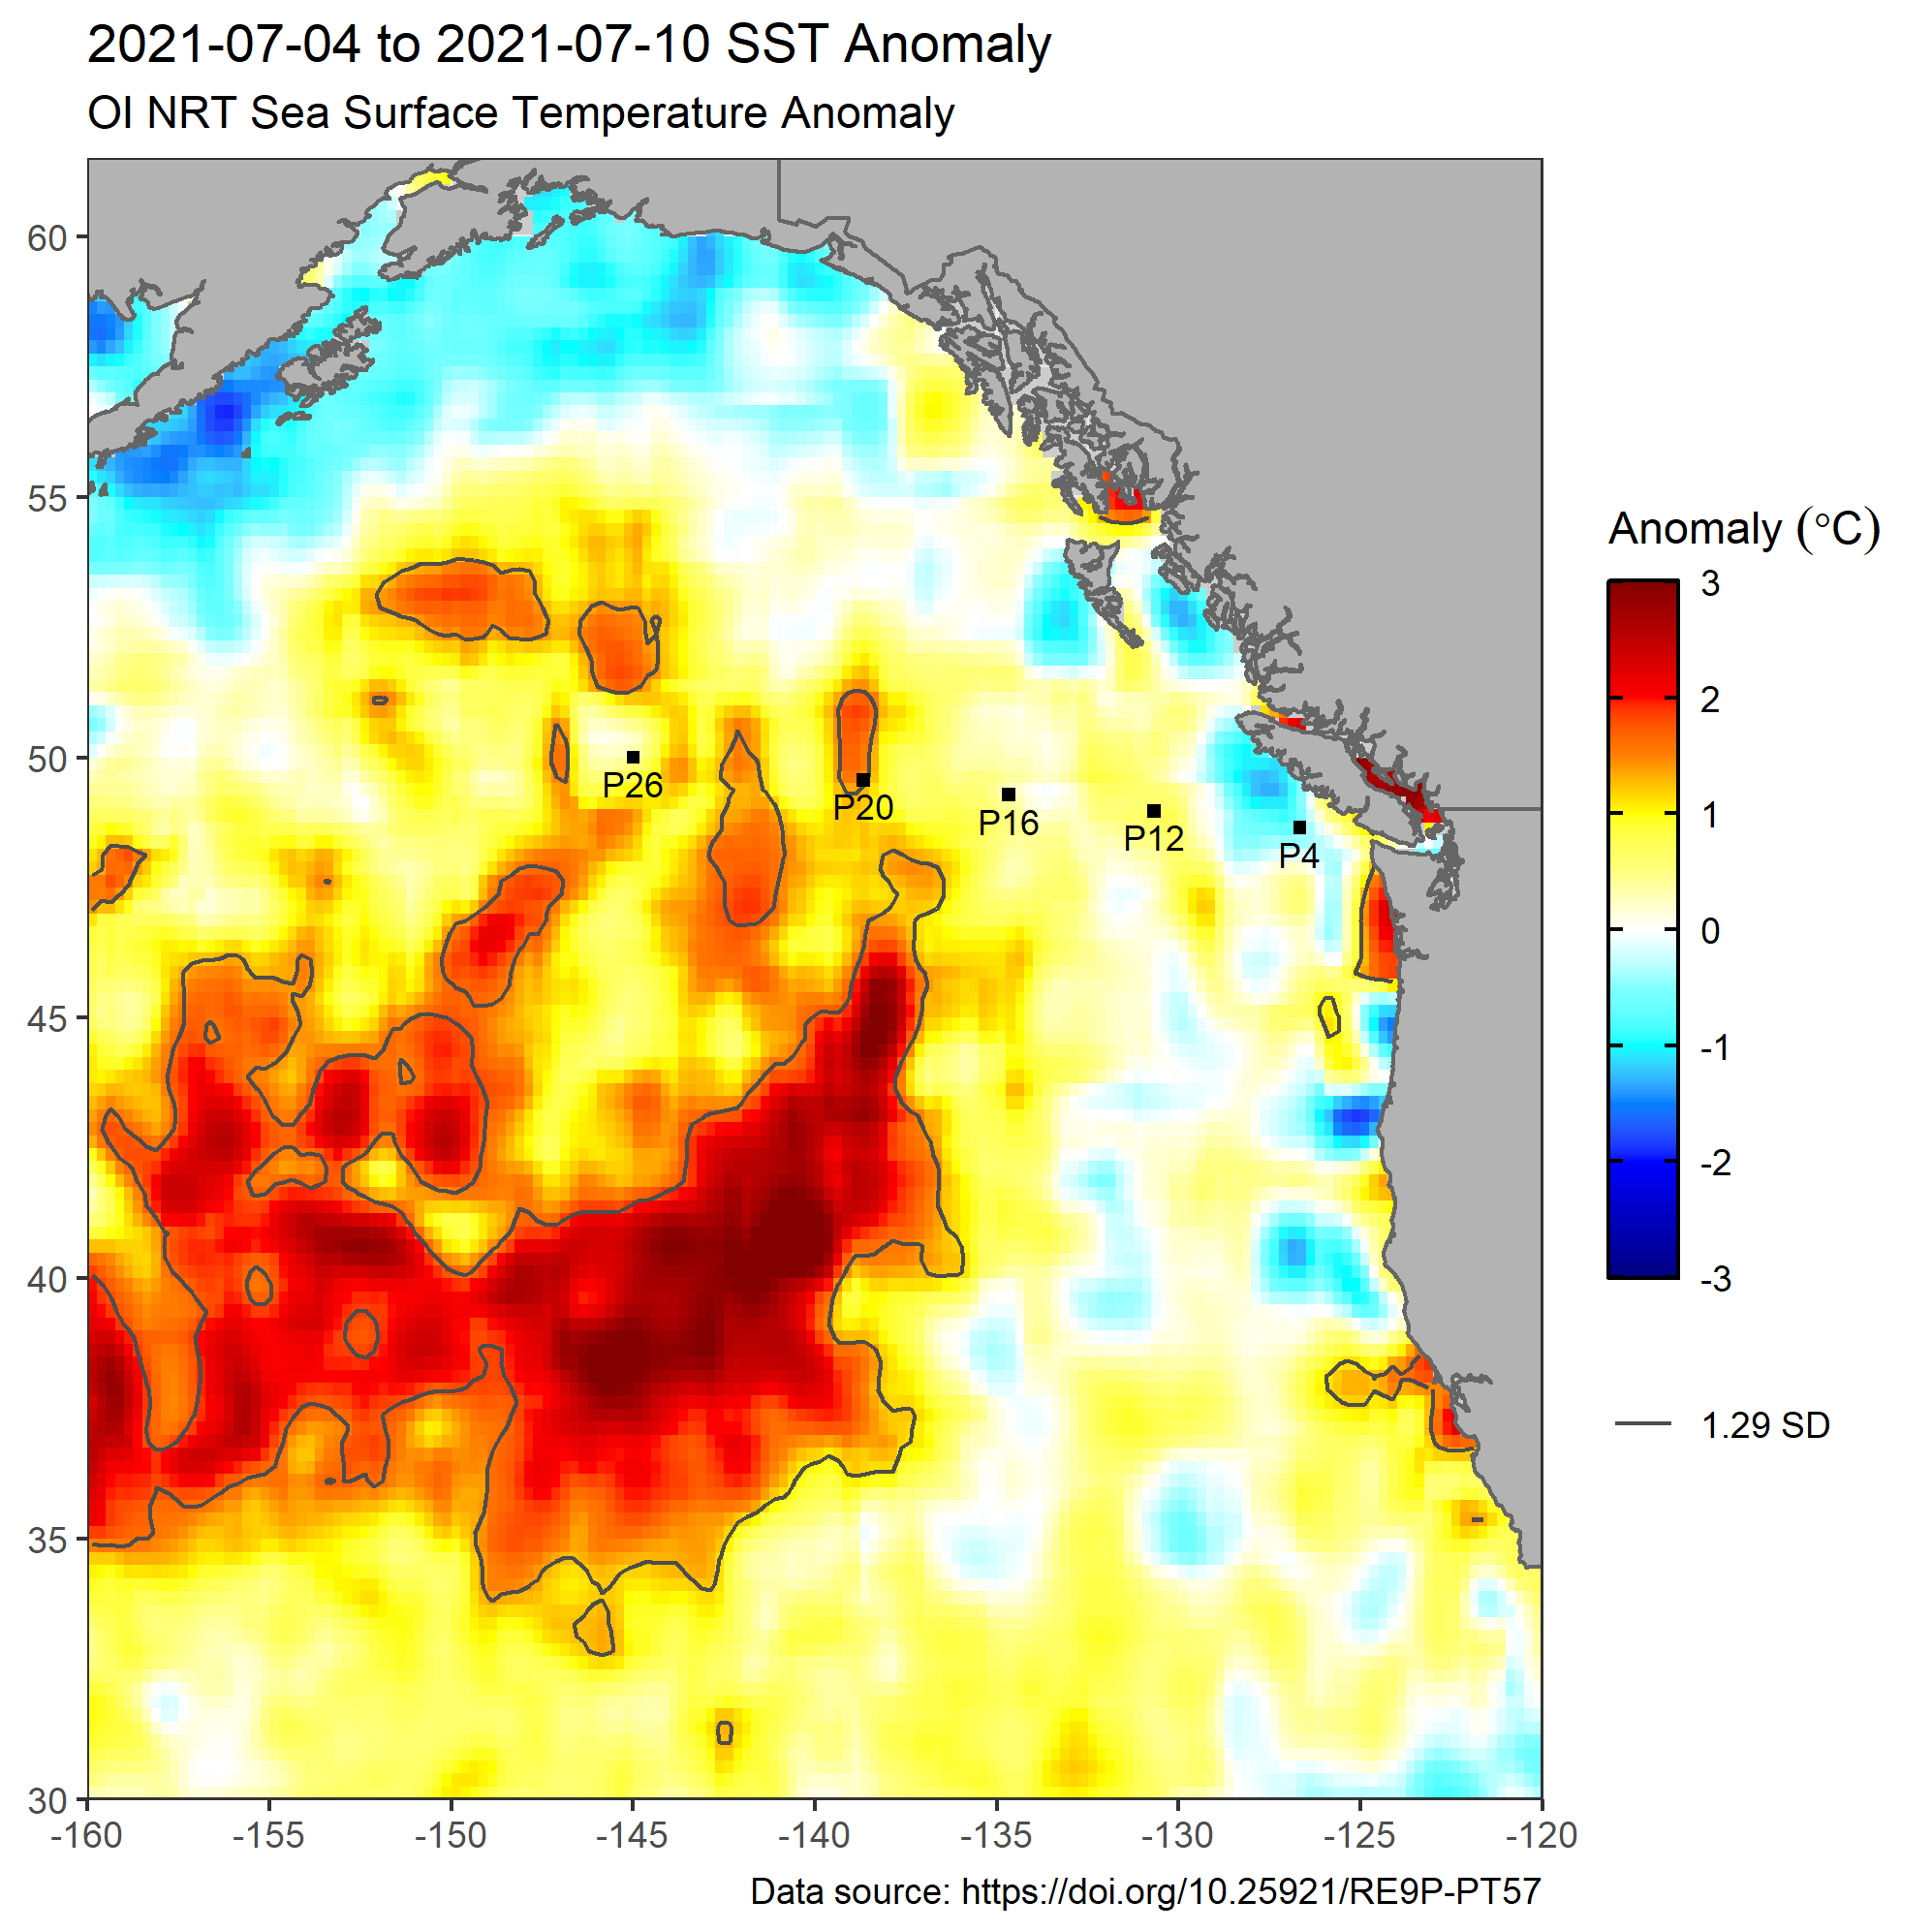 2021-07-04 to 2021-07-10 SST Anomaly
OI NRT Sea Surface Temperature Anomaly
60
55
50
45
40
35
30
-160
-155
-150
-145
-140
-135
-130
-125
-120
P26
P20
P16
P12
P4
Anomaly (°C)
3
2
1
0
-1
-2
-3
1.29 SD
Data source: https://doi.org/10.25921/RE9P-PT57